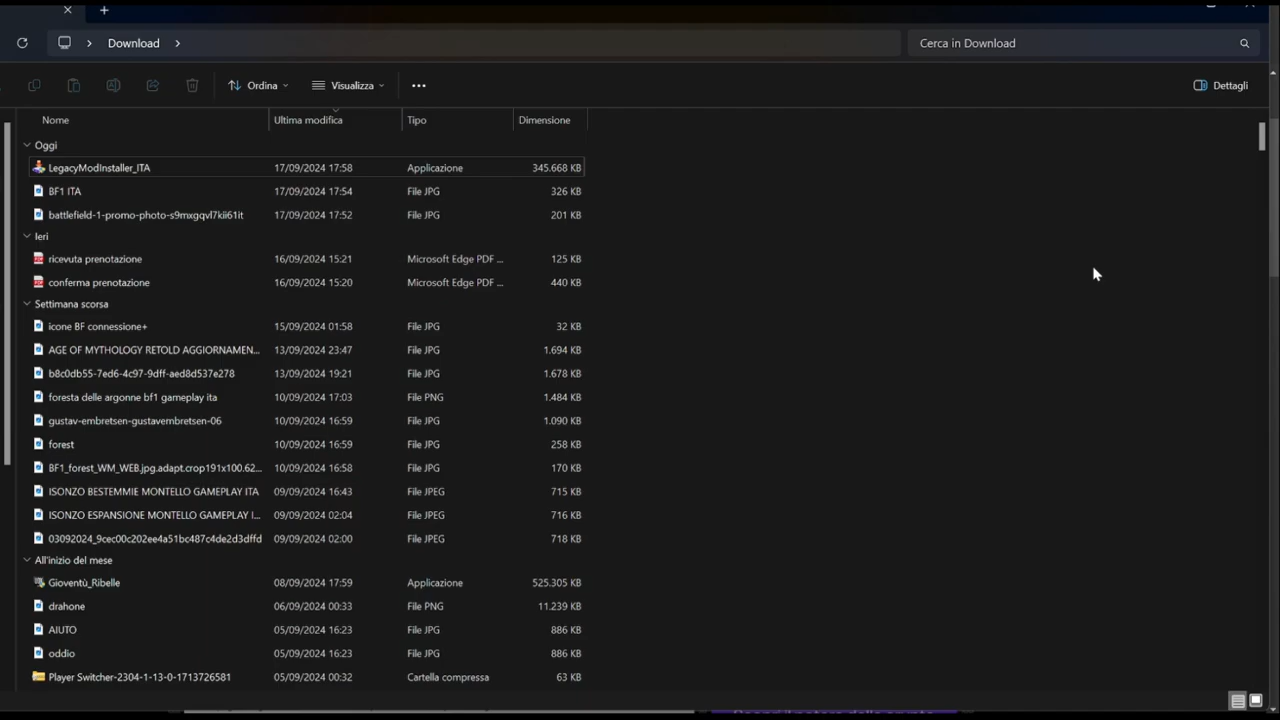 Download
Cerca in Download
Ordina
Visualizza
Dettagli
Nome Ultima modifica Tipo Dimensione
Oggi
LegacyModInstaller_ITA 17/09/2024 17:58 Applicazione 345.668 KB
BF1 ITA 17/09/2024 17:54 File JPG 326 KB
battlefield-1-promo-photo-s9mxgqvl7kii61it 17/09/2024 17:52 File JPG 201 KB
Ieri
ricevuta prenotazione 16/09/2024 15:21 Microsoft Edge PDF ... 125 KB
conferma prenotazione 16/09/2024 15:20 Microsoft Edge PDF ... 440 KB
Settimana scorsa
icone BF connessione+ 15/09/2024 01:58 File JPG 32 KB
AGE OF MYTHOLOGY RETOLD AGGIORNAMEN... 13/09/2024 23:47 File JPG 1.694 KB
b8c0db55-7ed6-4c97-9dff-aed8d537e278 13/09/2024 19:21 File JPG 1.678 KB
foresta delle argonne bf1 gameplay ita 10/09/2024 17:03 File PNG 1.484 KB
gustav-embretsen-gustavembretsen-06 10/09/2024 16:59 File JPG 1.090 KB
forest 10/09/2024 16:59 File JPG 258 KB
BF1_forest_WM_WEB.jpg.adapt.crop191x100.62... 10/09/2024 16:58 File JPG 170 KB
ISONZO BESTEMMIE MONTELLO GAMEPLAY ITA 09/09/2024 16:43 File JPEG 715 KB
ISONZO ESPANSIONE MONTELLO GAMEPLAY I... 09/09/2024 02:04 File JPEG 716 KB
03092024_9cec00c202ee4a51bc487c4de2d3dffd 09/09/2024 02:00 File JPEG 718 KB
All'inizio del mese
Gioventù_Ribelle 08/09/2024 17:59 Applicazione 525.305 KB
drahone 06/09/2024 00:33 File PNG 11.239 KB
AIUTO 05/09/2024 16:23 File JPG 886 KB
oddio 05/09/2024 16:23 File JPG 886 KB
Player Switcher-2304-1-13-0-1713726581 05/09/2024 00:32 Cartella compressa 63 KB